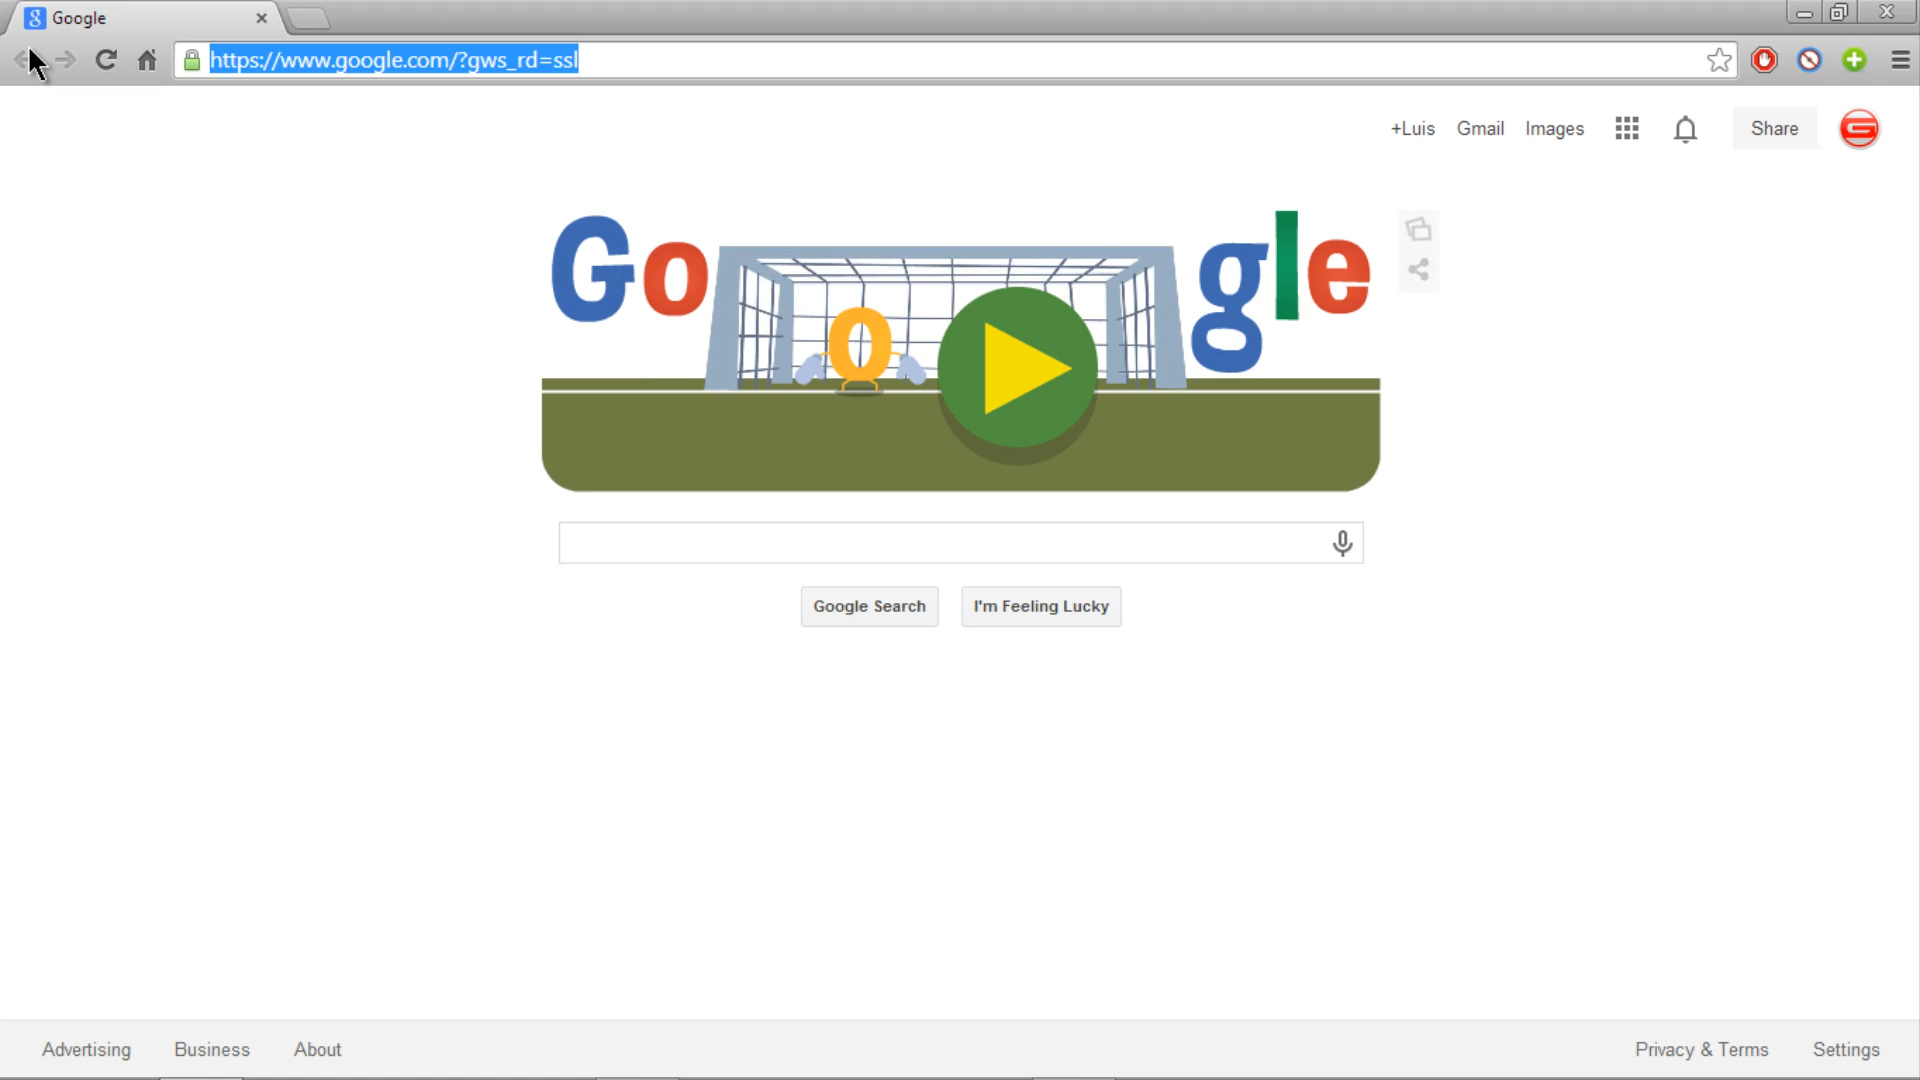 Google
https://www.google.com/?gws_rd=ssl
+Luis Gmail Images Share
Google
Google Search I'm Feeling Lucky
Advertising Business About Privacy & Terms Settings